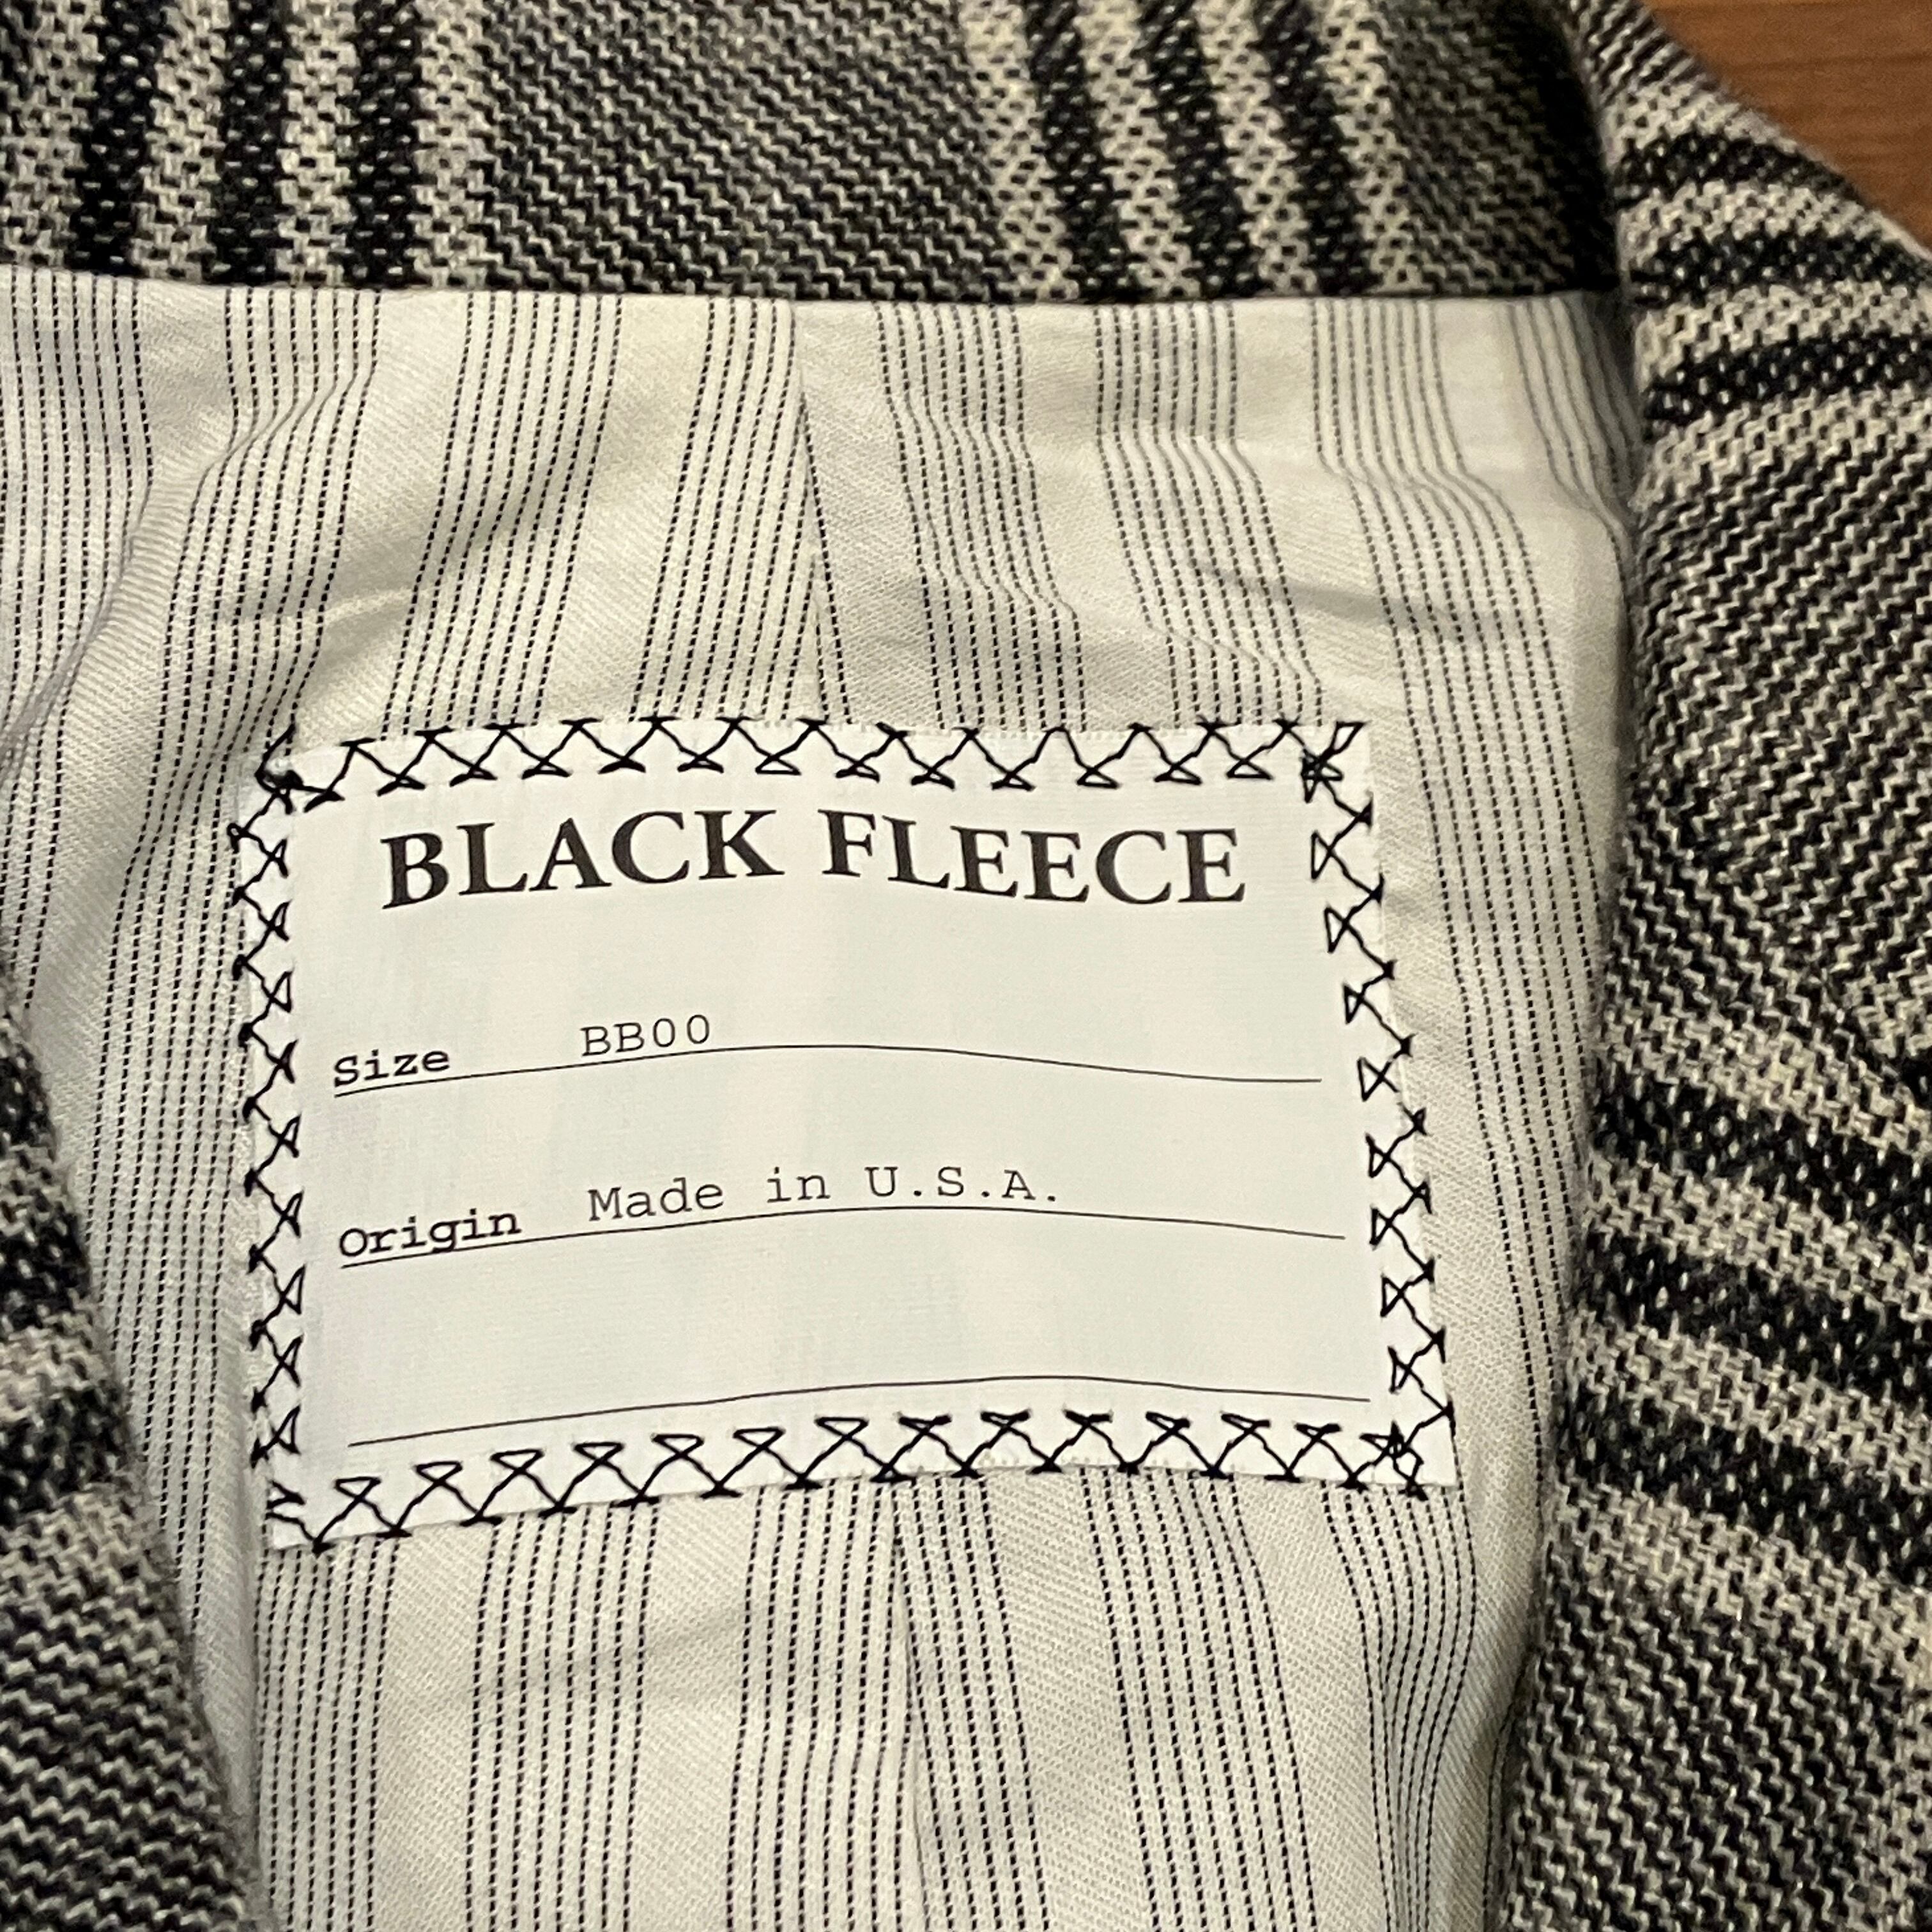 BLACK FLEECE
Size BB00
Origin Made in U.S.A.